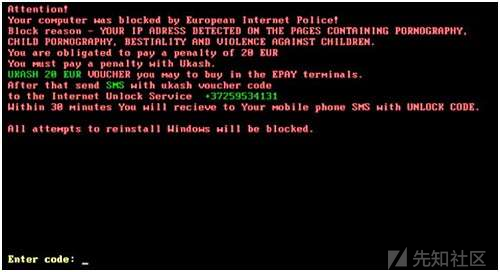 Attention!
Your computer was blocked by European Internet Police!
Block reason - YOUR IP ADRESS DETECTED ON THE PAGES CONTAINING PORNOGRAPHY,
CHILD PORNOGRAPHY, BESTIALITY AND VIOLENCE AGAINST CHILDREN.
You are obligated to pay a penalty of 20 EUR
You must pay a penalty with Ukash.
UKASH 20 EUR VOUCHER you may to buy in the EPAY terminals.
After that send SMS with ukash voucher code
to the Internet Unlock Service +37259534131
Within 30 minutes You will recieve to Your mobile phone SMS with UNLOCK CODE.
All attempts to reinstall Windows will be blocked.
Enter code: _
先知社区